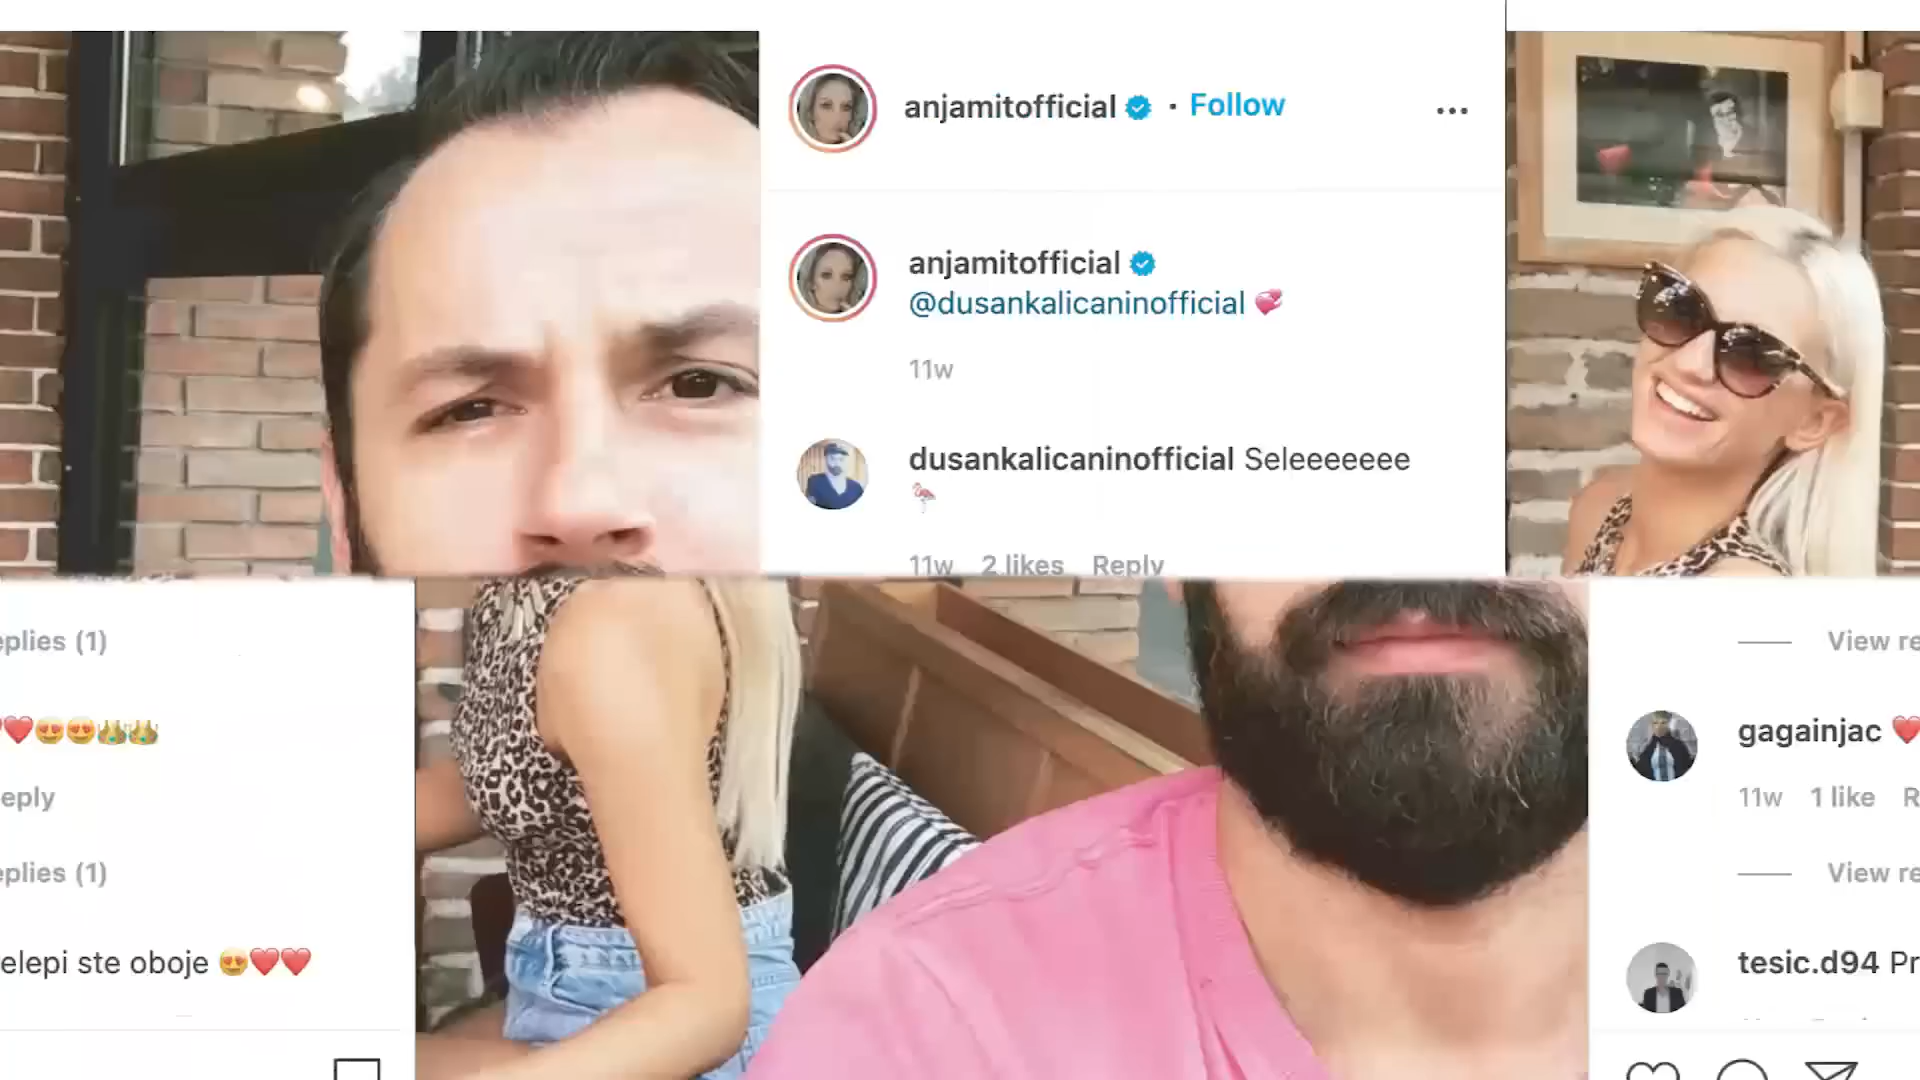 anjamitofficial • Follow
anjamitofficial
@dusankalicaninofficial 💞
11w
dusankalicaninofficial Seleeeeeee
🦩
11w 2 likes Reply
eplies (1)
❤️😍😍👑👑
eply
eplies (1)
elepi ste oboje 😍❤️❤️
View re
gagainjac ❤️
11w 1 like R
View re
tesic.d94 Pr